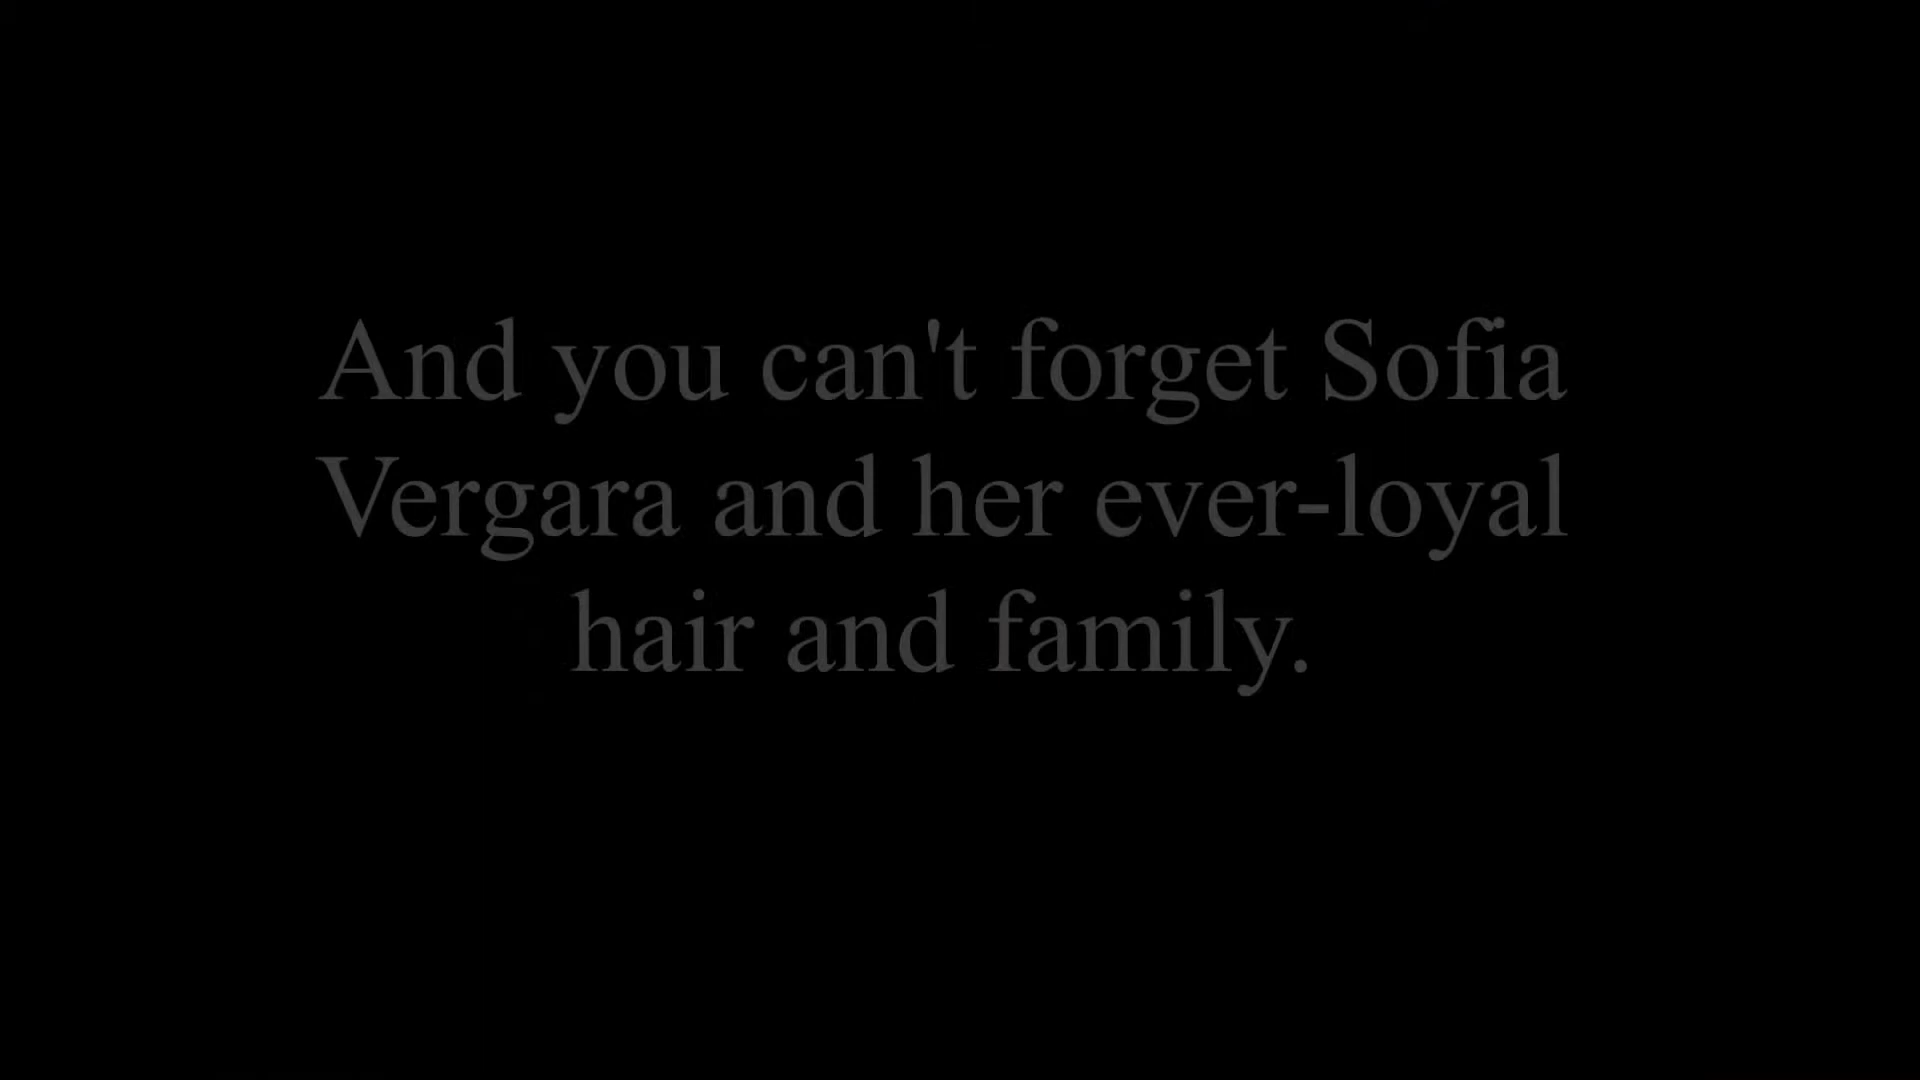 And you can't forget Sofia
Vergara and her ever-loyal
hair and family.